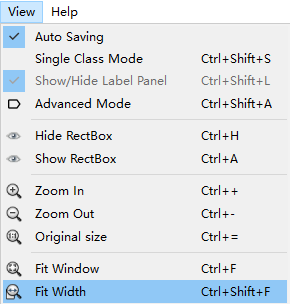 View Help
Auto Saving
Single Class Mode Ctrl+Shift+S
Show/Hide Label Panel Ctrl+Shift+L
Advanced Mode Ctrl+Shift+A
Hide RectBox Ctrl+H
Show RectBox Ctrl+A
Zoom In Ctrl++
Zoom Out Ctrl+-
Original size Ctrl+=
Fit Window Ctrl+F
Fit Width Ctrl+Shift+F